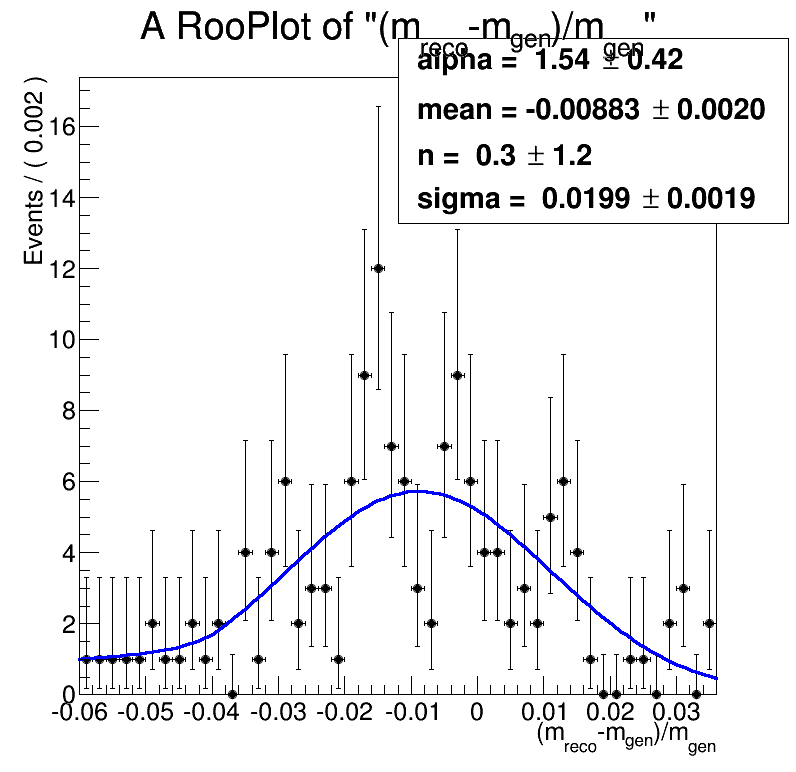 A RooPlot of "(m_reco-m_gen)/m_gen"
alpha = 1.54 ± 0.42
mean = -0.00883 ± 0.0020
n = 0.3 ± 1.2
sigma = 0.0199 ± 0.0019
Events / ( 0.002 )
16
14
12
10
8
6
4
2
0
-0.06 -0.05 -0.04 -0.03 -0.02 -0.01 0 0.01 0.02 0.03
(m_reco-m_gen)/m_gen